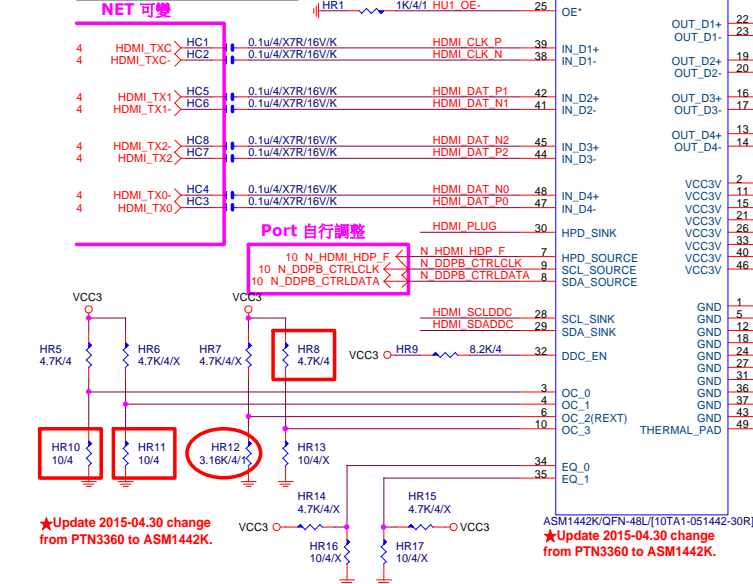 NET 可變
HR1 1K/4/1 HU1_OE- 25 OE*
4 HDMI_TXC HC1 0.1u/4/X7R/16V/K HDMI_CLK_P 39 IN_D1+
4 HDMI_TXC- HC2 0.1u/4/X7R/16V/K HDMI_CLK_N 38 IN_D1-
4 HDMI_TX1 HC5 0.1u/4/X7R/16V/K HDMI_DAT_P1 42 IN_D2+
4 HDMI_TX1- HC6 0.1u/4/X7R/16V/K HDMI_DAT_N1 41 IN_D2-
4 HDMI_TX2- HC8 0.1u/4/X7R/16V/K HDMI_DAT_N2 45 IN_D3+
4 HDMI_TX2 HC7 0.1u/4/X7R/16V/K HDMI_DAT_P2 44 IN_D3-
4 HDMI_TX0- HC4 0.1u/4/X7R/16V/K HDMI_DAT_N0 48 IN_D4+
4 HDMI_TX0 HC3 0.1u/4/X7R/16V/K HDMI_DAT_P0 47 IN_D4-
OUT_D1+ 22
OUT_D1- 23
OUT_D2+ 19
OUT_D2- 20
OUT_D3+ 16
OUT_D3- 17
OUT_D4+ 13
OUT_D4- 14
VCC3V 2
VCC3V 11
VCC3V 15
VCC3V 21
VCC3V 26
VCC3V 33
VCC3V 40
VCC3V 46
Port 自行調整
HDMI_PLUG 30 HPD_SINK
10 N_HDMI_HDP_F N_HDMI_HDP_F 7 HPD_SOURCE
10 N_DDPB_CTRLCLK N_DDPB_CTRLCLK 9 SCL_SOURCE
10 N_DDPB_CTRLDATA N_DDPB_CTRLDATA 8 SDA_SOURCE
HDMI_SCLDDC 28 SCL_SINK
HDMI_SDADDC 29 SDA_SINK
VCC3 HR9 8.2K/4 32 DDC_EN
GND 1
GND 5
GND 12
GND 18
GND 24
GND 27
GND 31
GND 36
GND 37
GND 43
THERMAL_PAD 49
VCC3 VCC3
HR5 4.7K/4
HR6 4.7K/4/X
HR7 4.7K/4/X
HR8 4.7K/4
3 OC_0
4 OC_1
6 OC_2(REXT)
10 OC_3
HR10 10/4
HR11 10/4
HR12 3.16K/4/1
HR13 10/4/X
34 EQ_0
35 EQ_1
HR14 4.7K/4/X
HR15 4.7K/4/X
VCC3 VCC3
HR16 10/4/X
HR17 10/4/X
★Update 2015-04.30 change
from PTN3360 to ASM1442K.
ASM1442K/QFN-48L/[10TA1-051442-30R]
★Update 2015-04.30 change
from PTN3360 to ASM1442K.